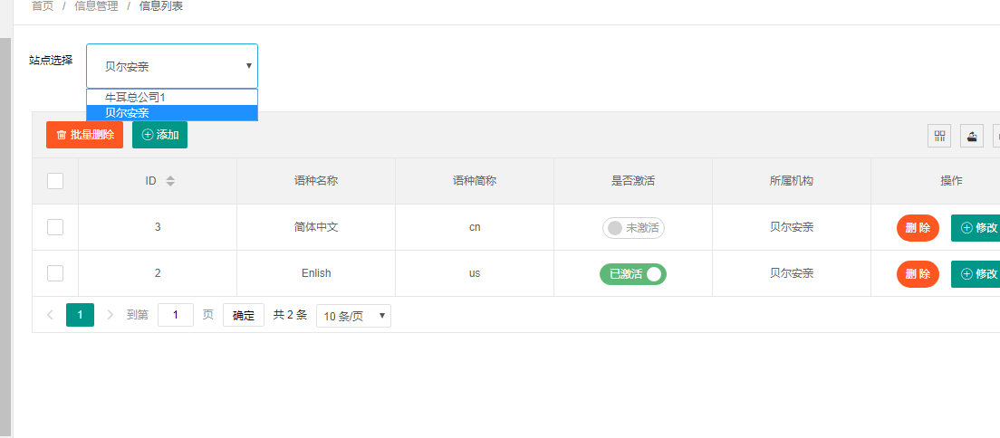 首页 / 信息管理 / 信息列表
站点选择 贝尔安亲
牛耳总公司1
贝尔安亲
批量删除 添加
ID 语种名称 语种简称 是否激活 所属机构 操作
3 简体中文 cn 未激活 贝尔安亲 删除 修改
2 Enlish us 已激活 贝尔安亲 删除 修改
1 到第 1 页 确定 共 2 条 10 条/页